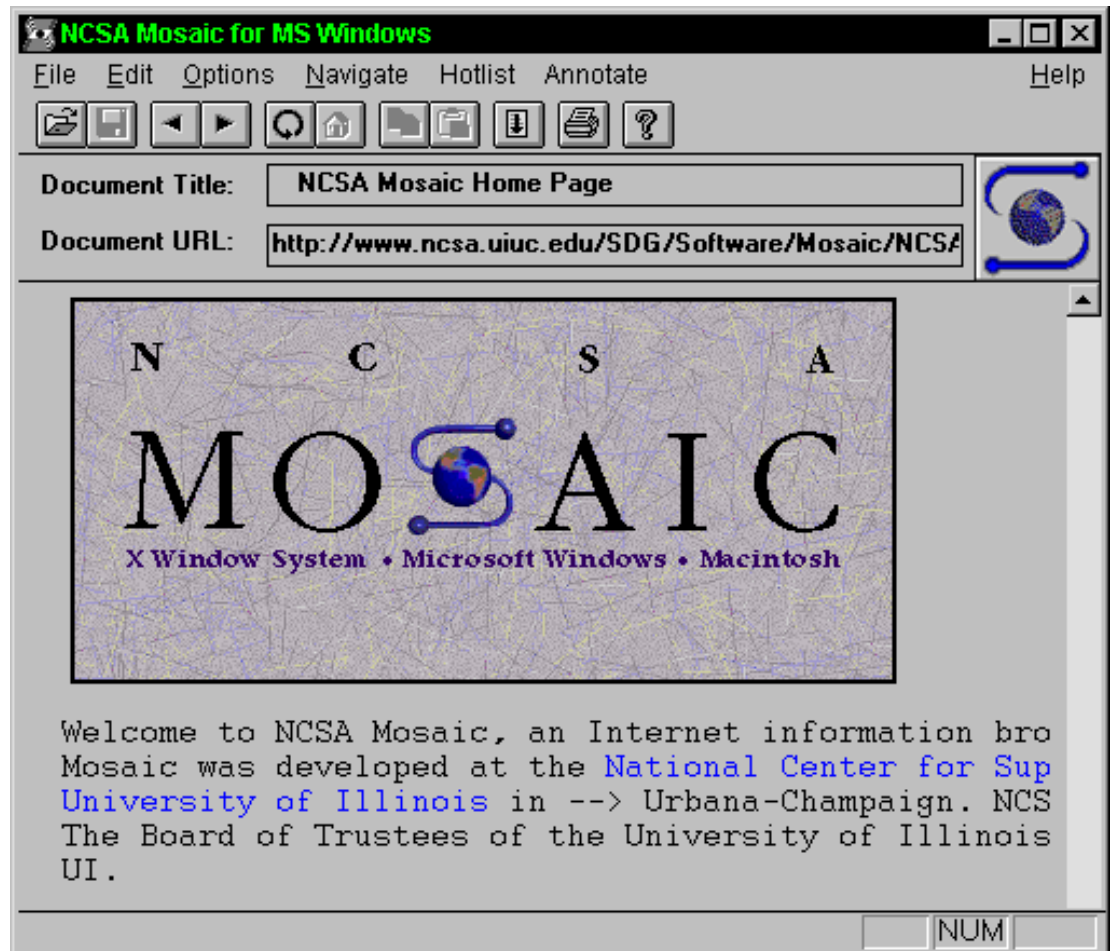 NCSA Mosaic for MS Windows
File Edit Options Navigate Hotlist Annotate Help
Document Title: NCSA Mosaic Home Page
Document URL: http://www.ncsa.uiuc.edu/SDG/Software/Mosaic/NCSA
N C S A
MOSAIC
X Window System • Microsoft Windows • Macintosh
Welcome to NCSA Mosaic, an Internet information bro
Mosaic was developed at the National Center for Sup
University of Illinois in --> Urbana-Champaign. NCS
The Board of Trustees of the University of Illinois
UI.
NUM